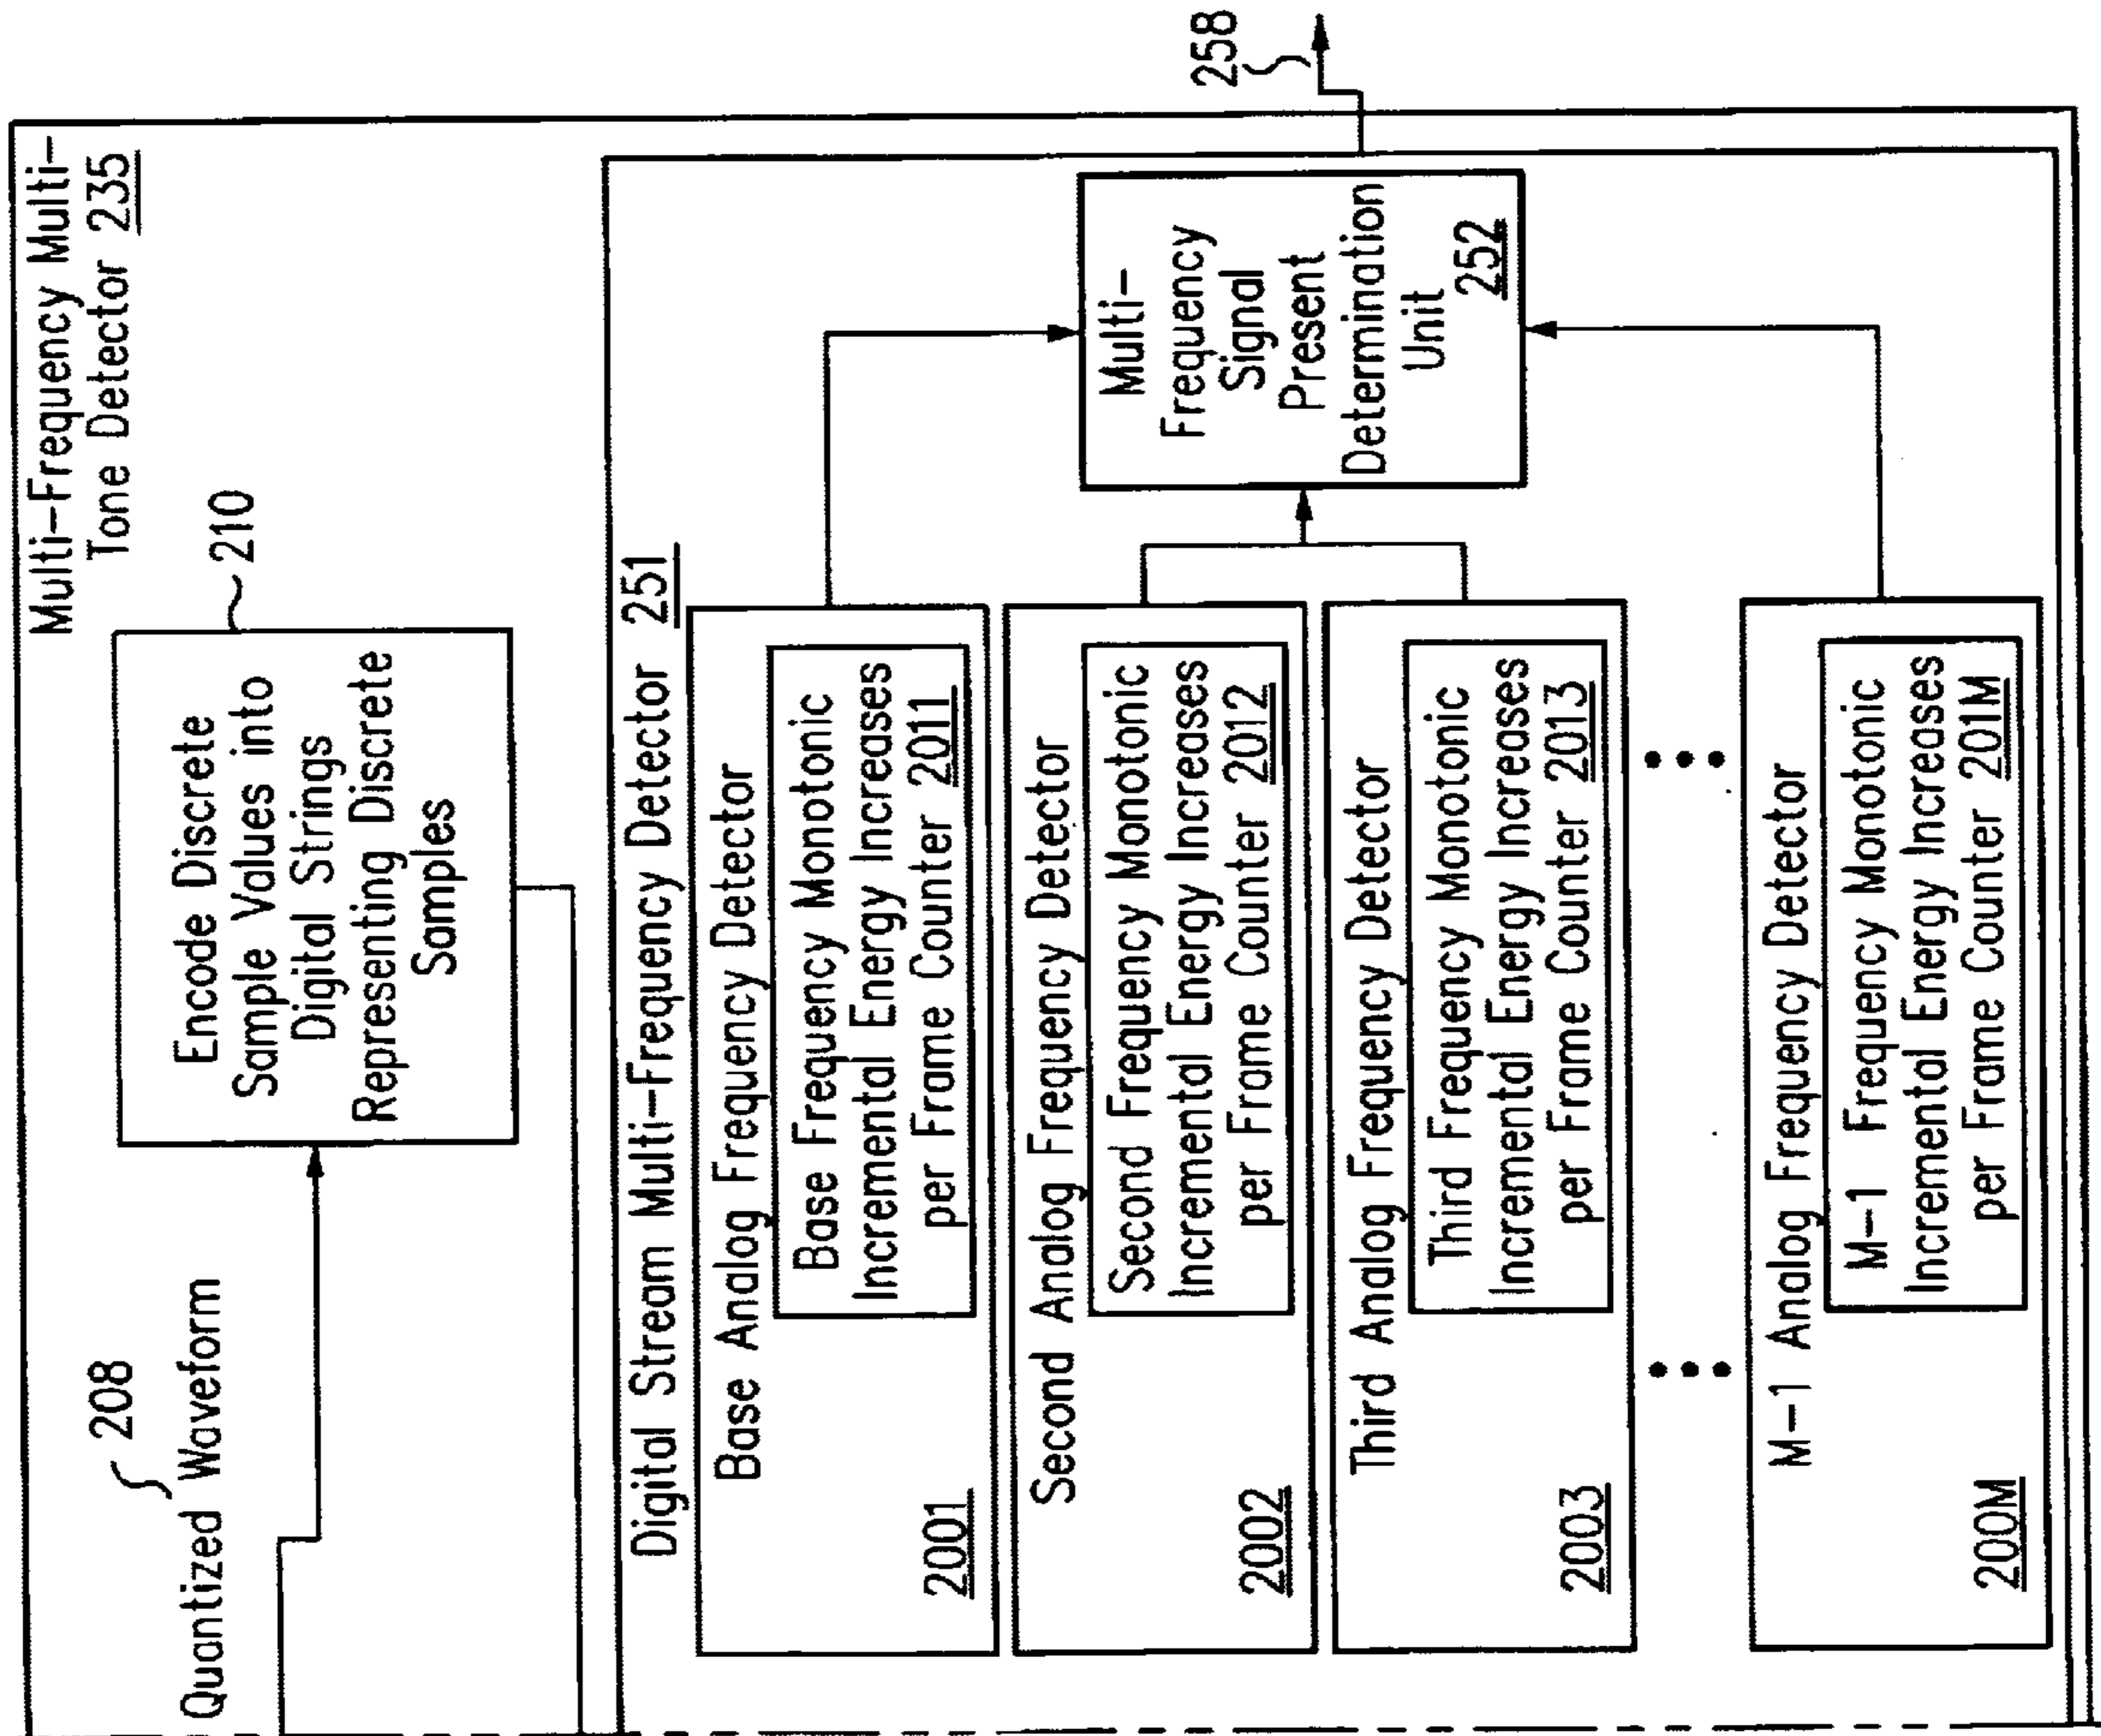 Multi-Frequency Multi-
Tone Detector 235
208
Quantized Waveform
210
Encode Discrete
Sample Values into
Digital Strings
Representing Discrete
Samples
Digital Stream Multi-Frequency Detector 251
Base Analog Frequency Detector
Base Frequency Monotonic
Incremental Energy Increases
per Frame Counter 2011
2001
Second Analog Frequency Detector
Second Frequency Monotonic
Incremental Energy Increases
per Frame Counter 2012
2002
Third Analog Frequency Detector
Third Frequency Monotonic
Incremental Energy Increases
per Frame Counter 2013
2003
M-1 Analog Frequency Detector
M-1 Frequency Monotonic
Incremental Energy Increases
per Frame Counter 201M
200M
Multi-
Frequency
Signal
Present
Determination
Unit
252
258